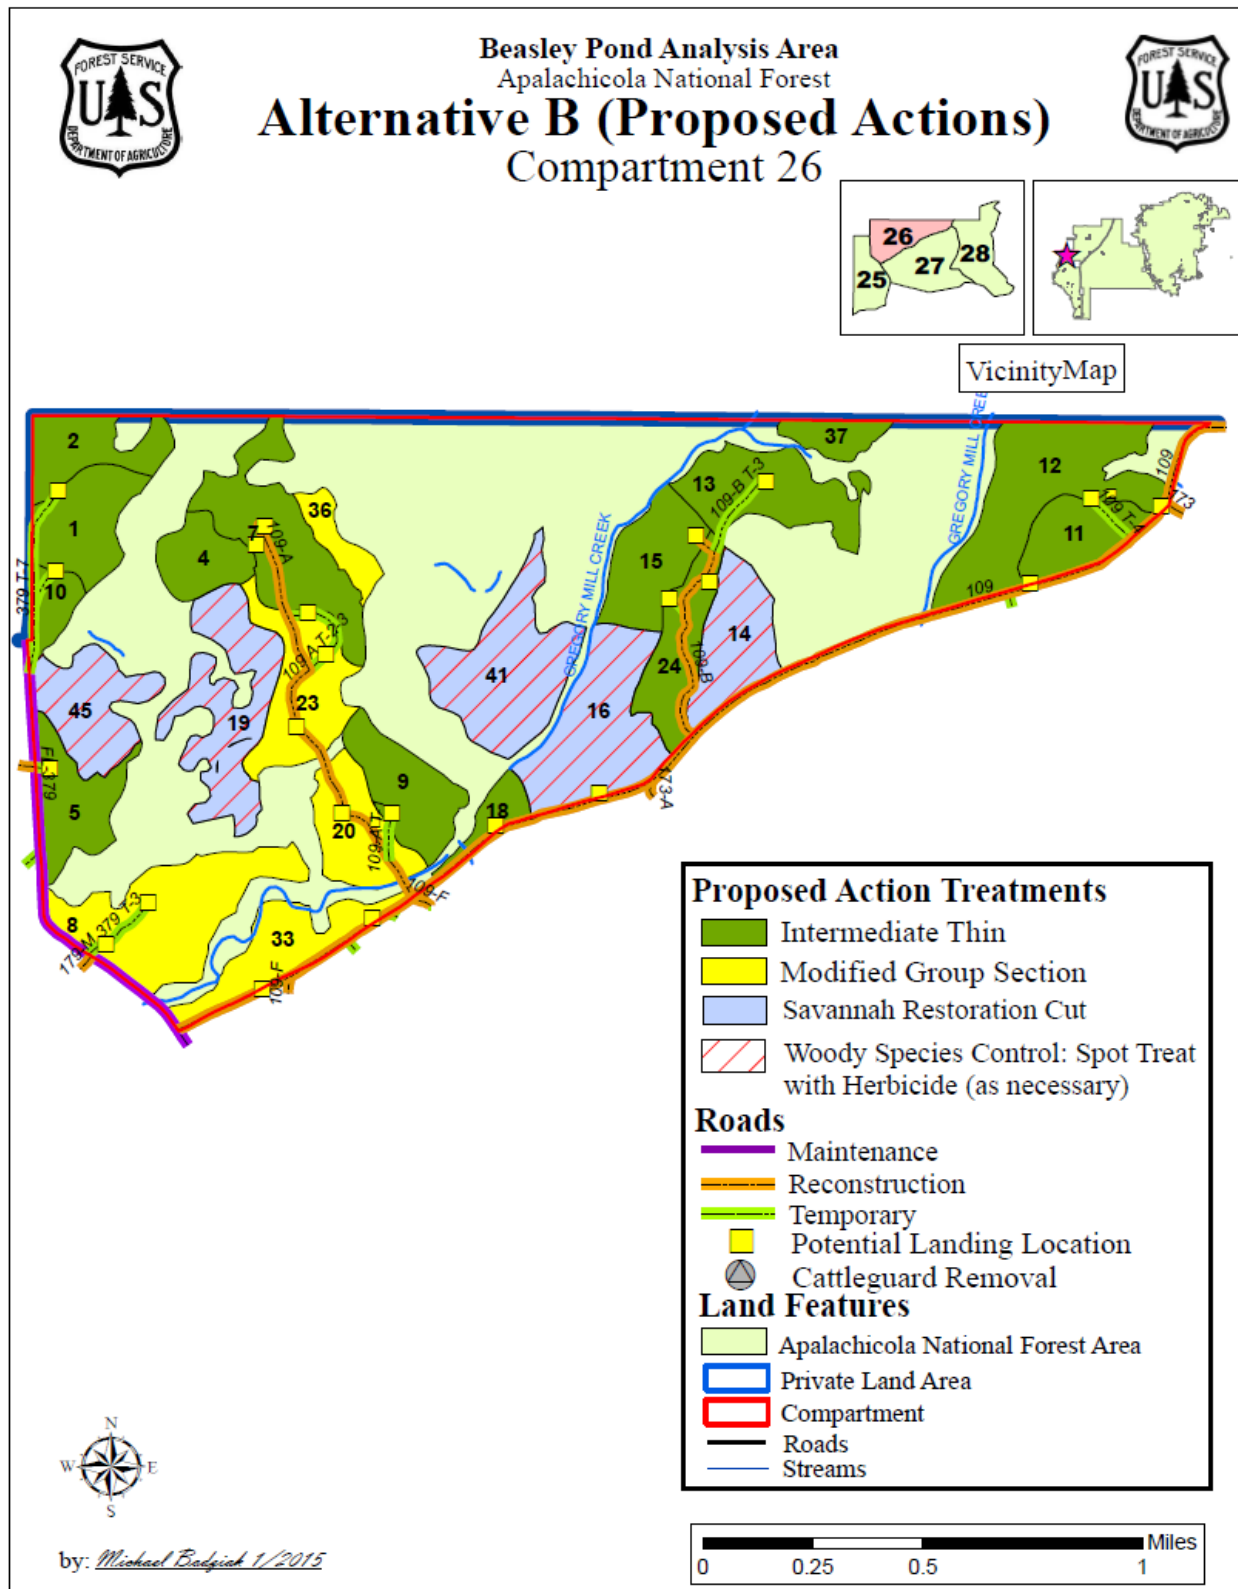 Beasley Pond Analysis Area
Apalachicola National Forest
Alternative B (Proposed Actions)
Compartment 26
FOREST SERVICE
U S
DEPARTMENT OF AGRICULTURE
FOREST SERVICE
U S
DEPARTMENT OF AGRICULTURE
26
25
27
28
VicinityMap
2
1
10
379 T-7
45
FL-379
5
8
179-M
379 T-3
4
7
109-A
36
109 A T-2-3
19
23
20
9
109-A T
109-F
33
109-F
18
41
GREGORY MILL CREEK
16
15
13
109-B T-3
24
109-B
14
173-A
37
GREGORY MILL CREE
12
11
109 T-4
109
109
173
Proposed Action Treatments
Intermediate Thin
Modified Group Section
Savannah Restoration Cut
Woody Species Control: Spot Treat
with Herbicide (as necessary)
Roads
Maintenance
Reconstruction
Temporary
Potential Landing Location
Cattleguard Removal
Land Features
Apalachicola National Forest Area
Private Land Area
Compartment
Roads
Streams
N
W E
S
by: Michael Badziak 1/2015
Miles
0 0.25 0.5 1